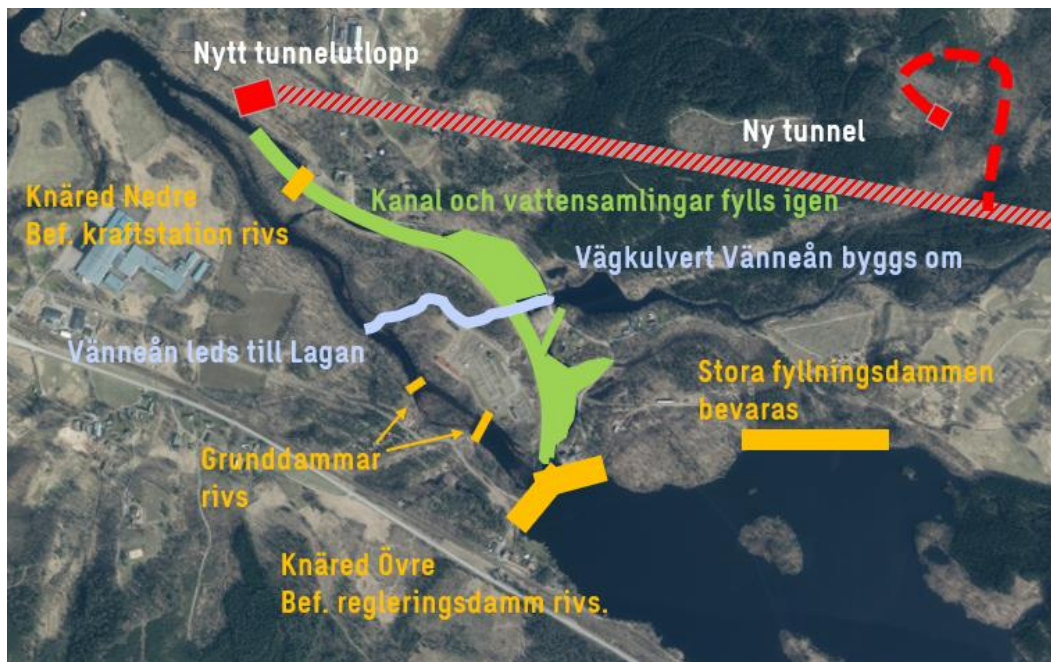 Nytt tunnelutlopp
Ny tunnel
Knäred Nedre
Bef. kraftstation rivs
Kanal och vattensamlingar fylls igen
Vägkulvert Vänneån byggs om
Vänneån leds till Lagan
Stora fyllningsdammen
bevaras
Grunddammar
rivs
Knäred Övre
Bef. regleringsdamm rivs.